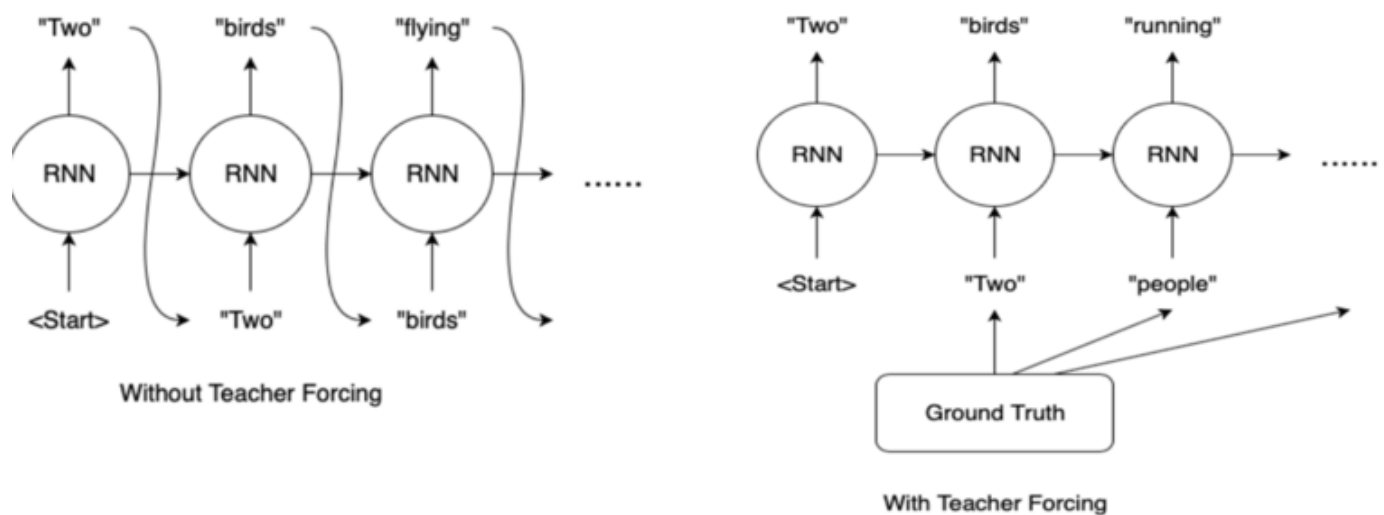 "Two" "birds" "flying"
RNN RNN RNN ......
<Start> "Two" "birds"
Without Teacher Forcing
"Two" "birds" "running"
RNN RNN RNN ......
<Start> "Two" "people"
Ground Truth
With Teacher Forcing